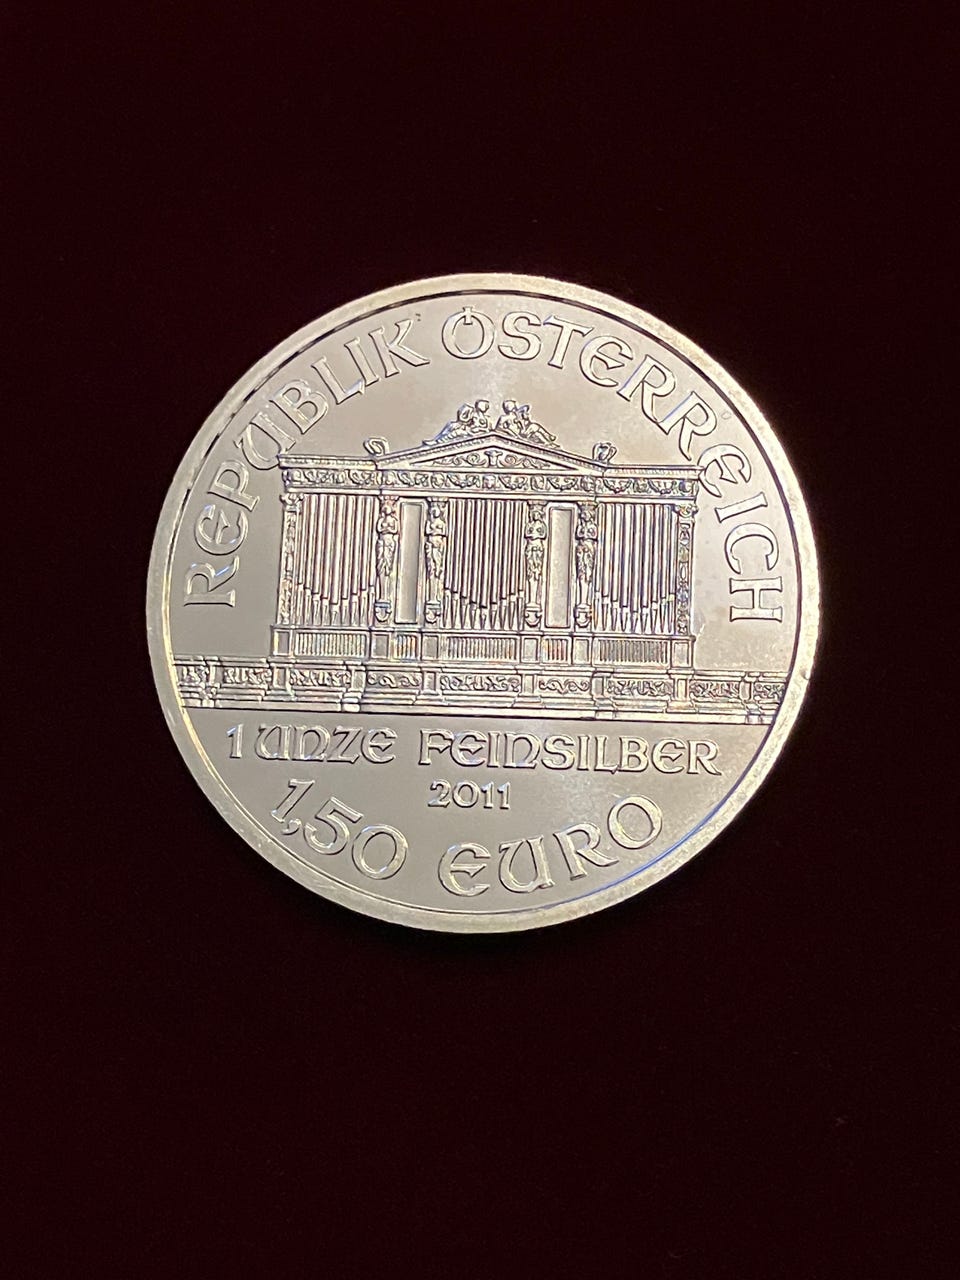 REPUBLIK ÖSTERREICH
1 UNZE FEINSILBER
2011
1,50 EURO